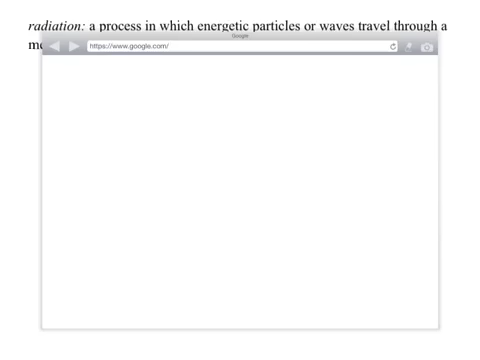 radiation: a process in which energetic particles or waves travel through a
Google
https://www.google.com/